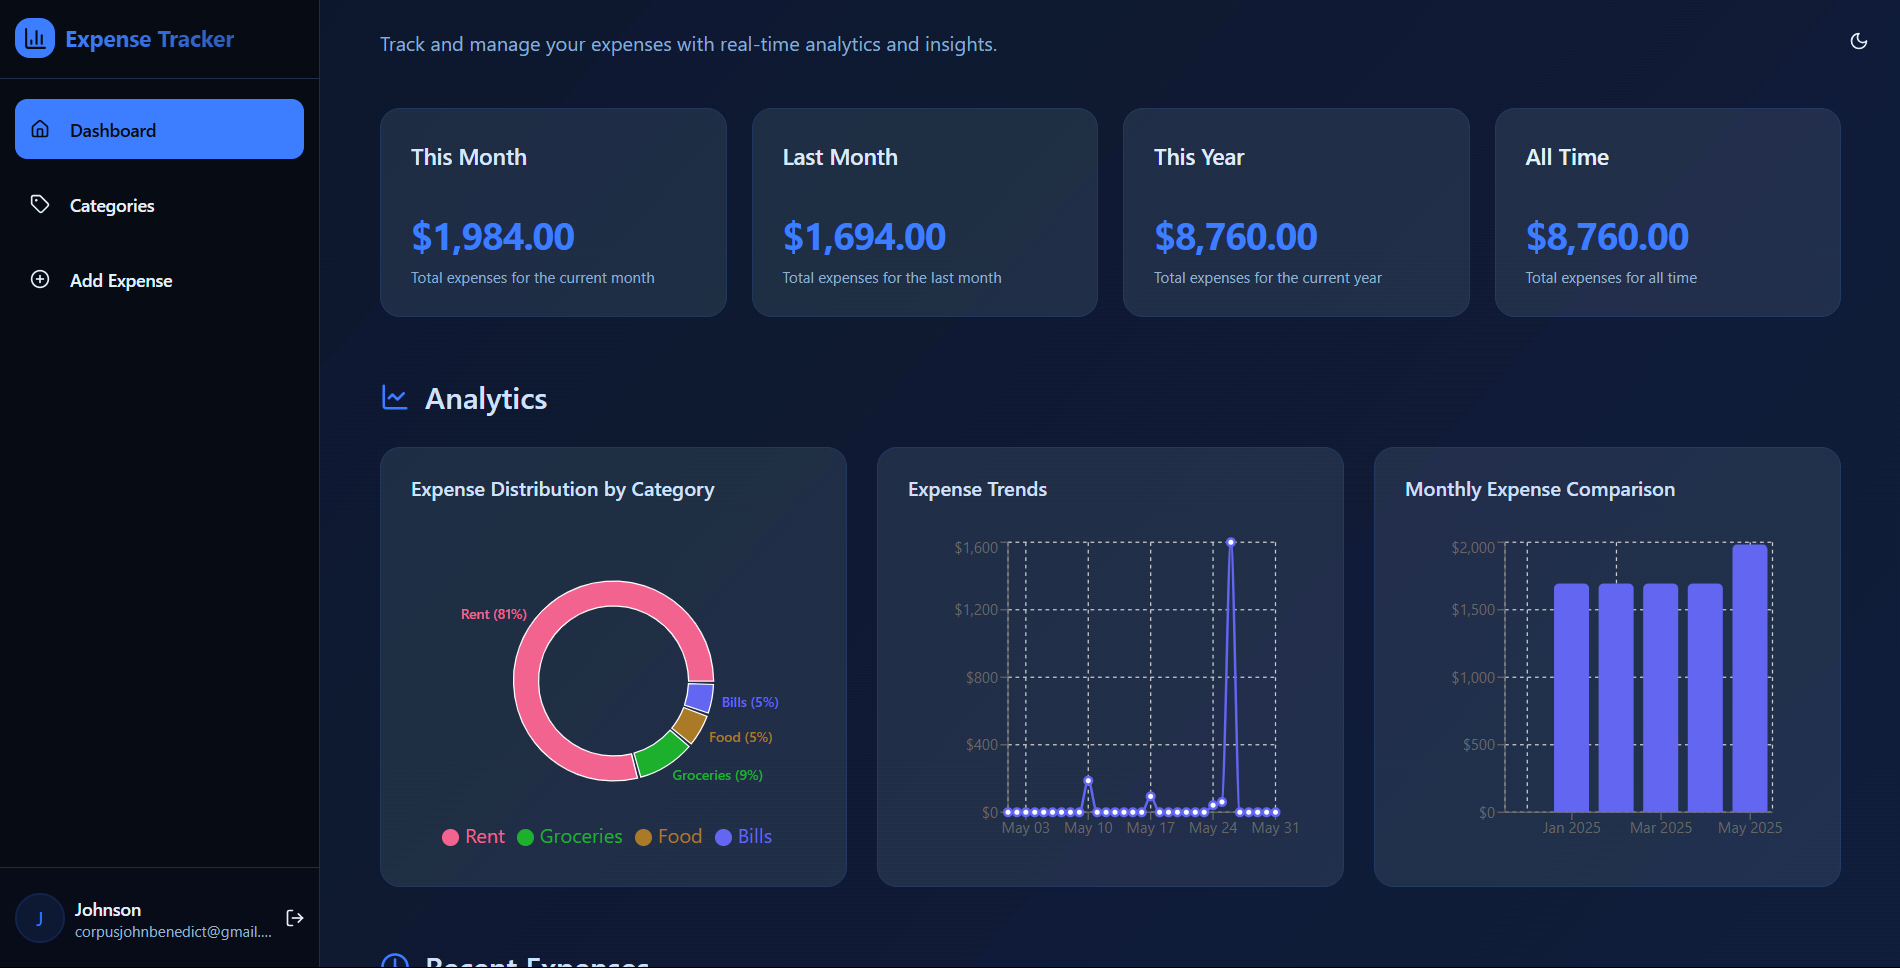 Expense Tracker
Dashboard
Categories
Add Expense
Johnson
corpusjohnbenedict@gmail....
J
Track and manage your expenses with real-time analytics and insights.
This Month
$1,984.00
Total expenses for the current month
Last Month
$1,694.00
Total expenses for the last month
This Year
$8,760.00
Total expenses for the current year
All Time
$8,760.00
Total expenses for all time
Analytics
Expense Distribution by Category
Rent (81%)
Bills (5%)
Food (5%)
Groceries (9%)
Rent Groceries Food Bills
Expense Trends
$1,600
$1,200
$800
$400
$0
May 03 May 10 May 17 May 24 May 31
Monthly Expense Comparison
$2,000
$1,500
$1,000
$500
$0
Jan 2025 Mar 2025 May 2025
Recent Expenses